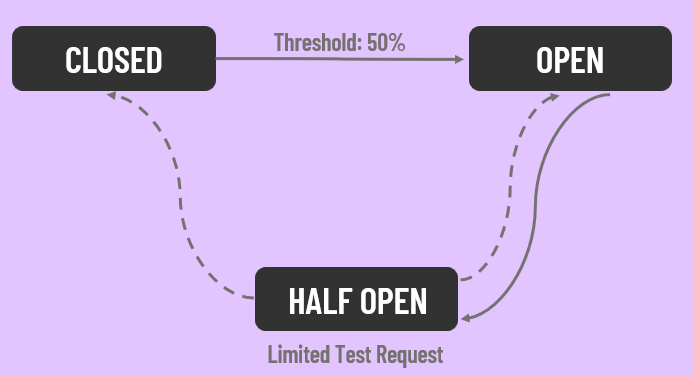 Threshold: 50%
CLOSED
OPEN
HALF OPEN
Limited Test Request